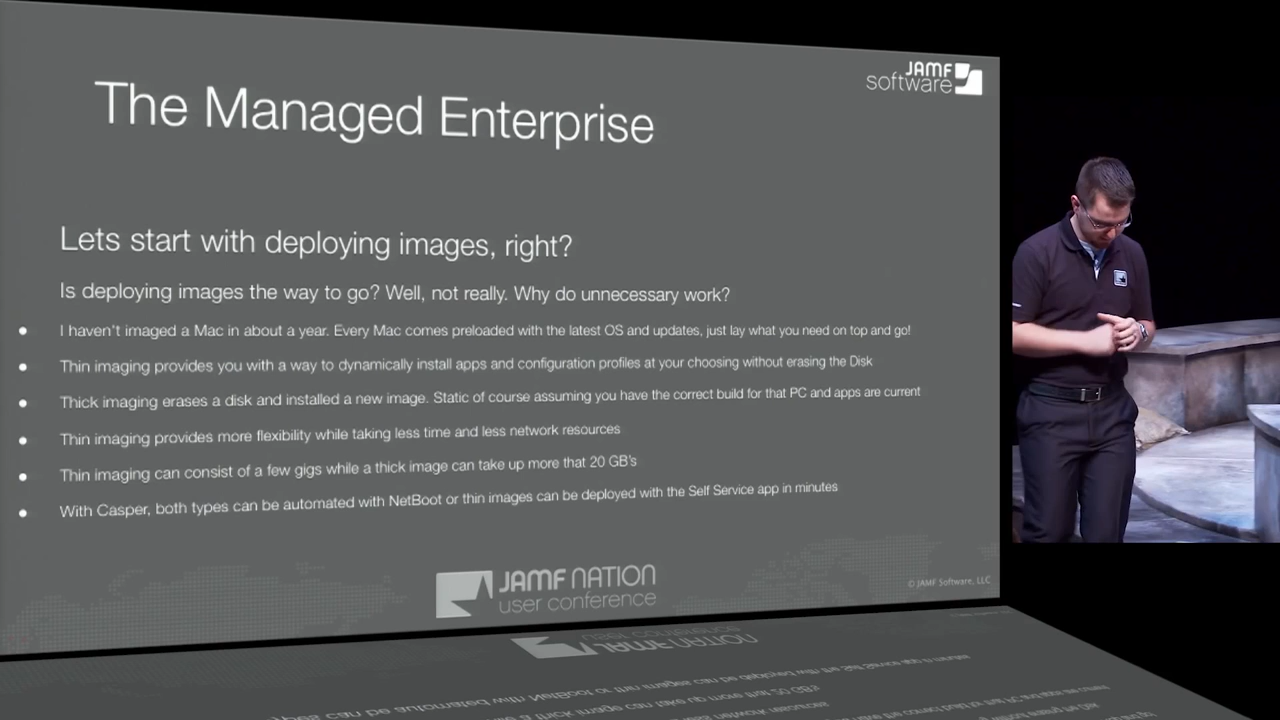 JAMF
software
The Managed Enterprise
Lets start with deploying images, right?
Is deploying images the way to go? Well, not really. Why do unnecessary work?
I haven't imaged a Mac in about a year. Every Mac comes preloaded with the latest OS and updates, just lay what you need on top and go!
Thin imaging provides you with a way to dynamically install apps and configuration profiles at your choosing without erasing the Disk
Thick imaging erases a disk and installed a new image. Static of course assuming you have the correct build for that PC and apps are current
Thin imaging provides more flexibility while taking less time and less network resources
Thin imaging can consist of a few gigs while a thick image can take up more that 20 GB's
With Casper, both types can be automated with NetBoot or thin images can be deployed with the Self Service app in minutes
JAMF NATION
user conference
© JAMF Software, LLC